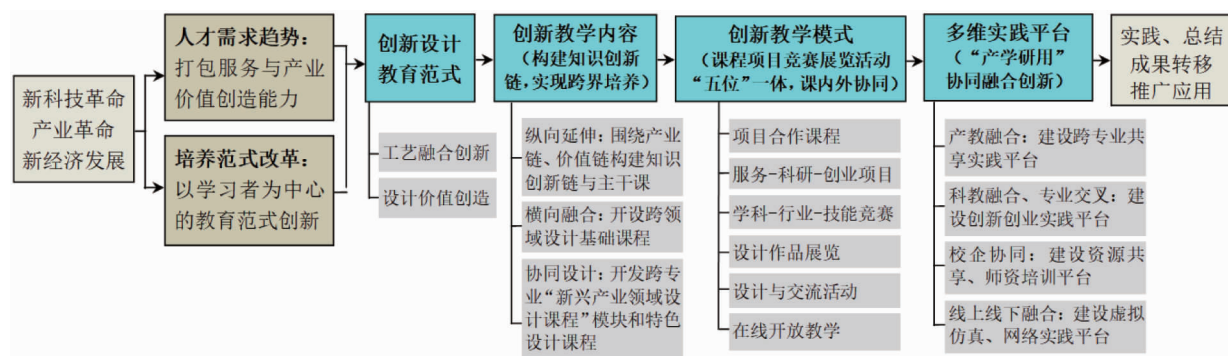 新科技革命
产业革命
新经济发展
人才需求趋势：
打包服务与产业
价值创造能力
培养范式改革：
以学习者为中心
的教育范式创新
创新设计
教育范式
工艺融合创新
设计价值创造
创新教学内容
（构建知识创新
链，实现跨界培养）
纵向延伸：围绕产业
链、价值链构建知识
创新链与主干课
横向融合：开设跨领
域设计基础课程
协同设计：开发跨专
业“新兴产业领域设
计课程”模块和特色
设计课程
创新教学模式
（课程项目竞赛展览活动
“五位”一体，课内外协同）
项目合作课程
服务-科研-创业项目
学科-行业-技能竞赛
设计作品展览
设计与交流活动
在线开放教学
多维实践平台
（“产学研用”
协同融合创新）
产教融合：建设跨专业共
享实践平台
科教融合、专业交叉：建
设创新创业实践平台
校企协同：建设资源共
享、师资培训平台
线上线下融合：建设虚拟
仿真、网络实践平台
实践、总结
成果转移
推广应用